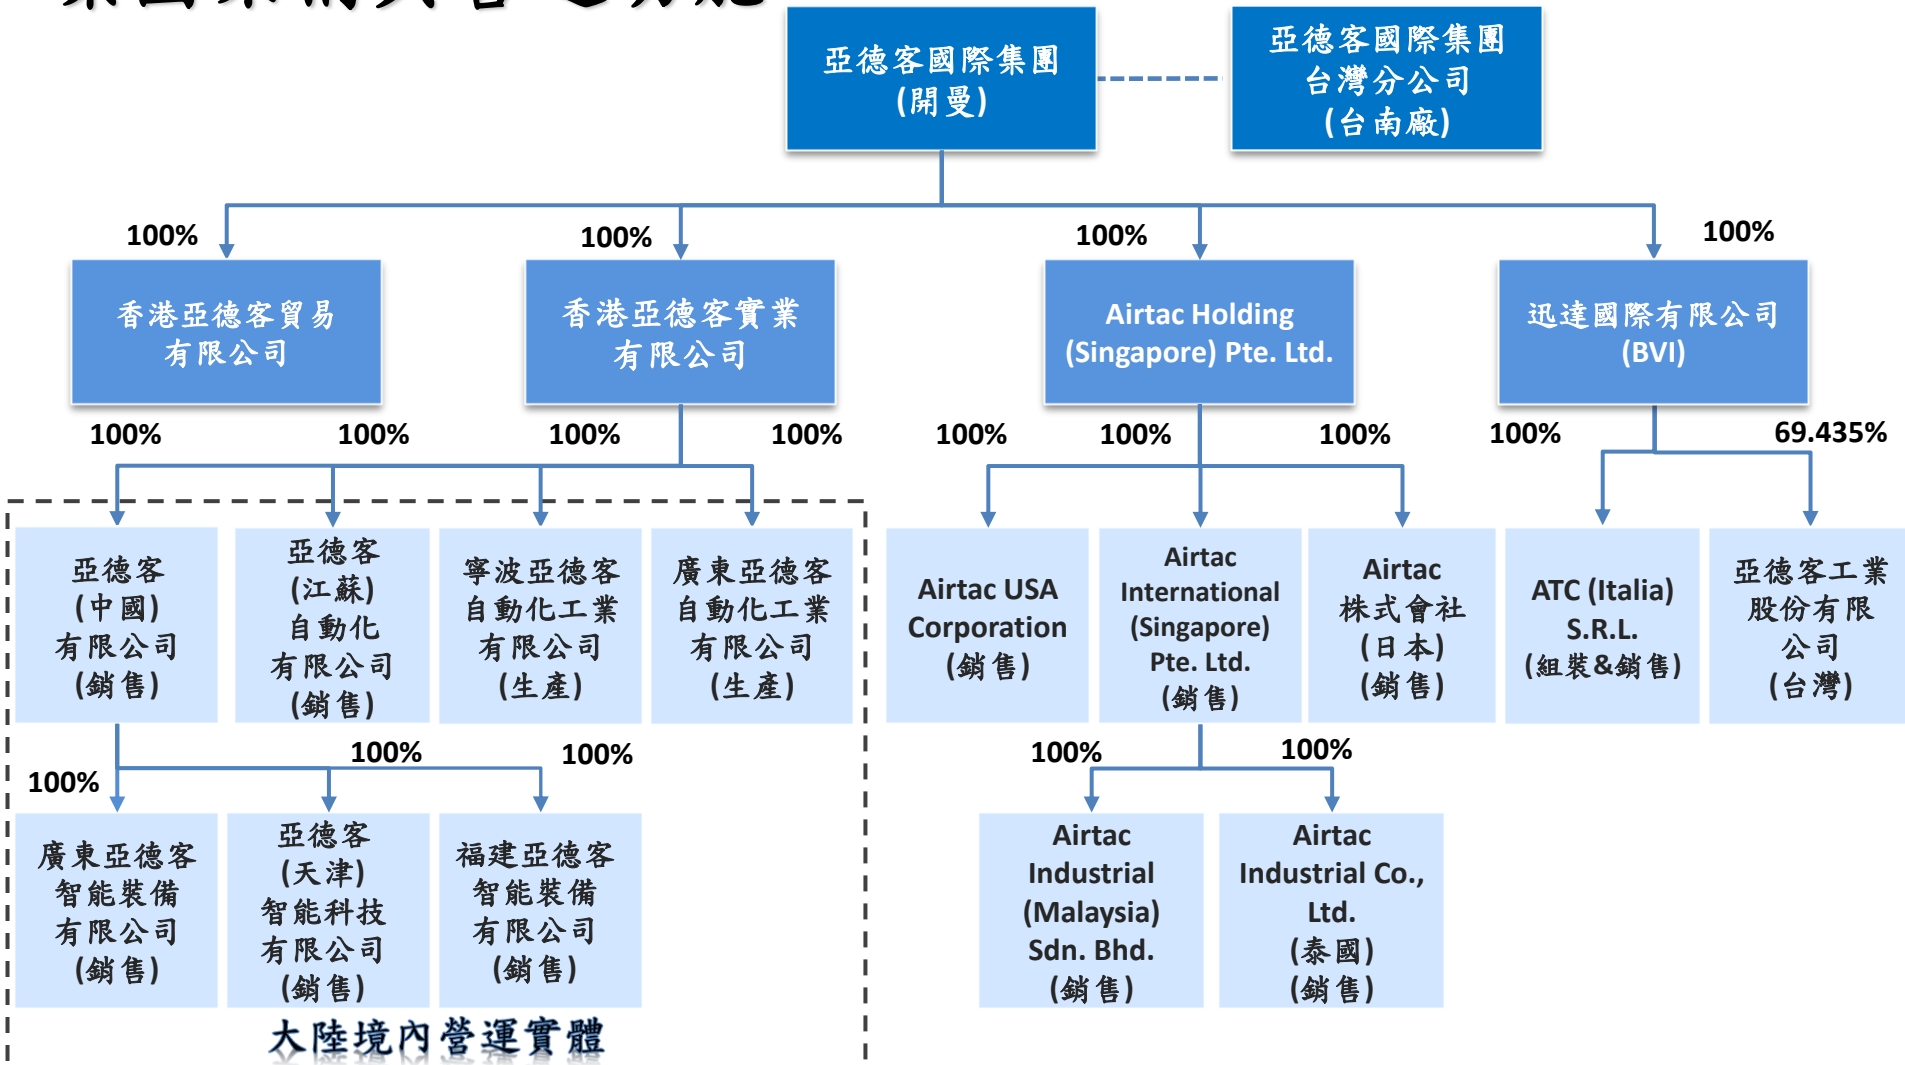 亞德客國際集團
(開曼)
亞德客國際集團
台灣分公司
(台南廠)
100%
100%
100%
100%
香港亞德客貿易
有限公司
香港亞德客實業
有限公司
Airtac Holding
(Singapore) Pte. Ltd.
迅達國際有限公司
(BVI)
100%
100%
100%
100%
100%
100%
100%
100%
69.435%
亞德客
(中國)
有限公司
(銷售)
亞德客
(江蘇)
自動化
有限公司
(銷售)
寧波亞德客
自動化工業
有限公司
(生產)
廣東亞德客
自動化工業
有限公司
(生產)
Airtac USA
Corporation
(銷售)
Airtac
International
(Singapore)
Pte. Ltd.
(銷售)
Airtac
株式會社
(日本)
(銷售)
ATC (Italia)
S.R.L.
(組裝&銷售)
亞德客工業
股份有限
公司
(台灣)
100%
100%
100%
100%
100%
廣東亞德客
智能裝備
有限公司
(銷售)
亞德客
(天津)
智能科技
有限公司
(銷售)
福建亞德客
智能裝備
有限公司
(銷售)
Airtac
Industrial
(Malaysia)
Sdn. Bhd.
(銷售)
Airtac
Industrial Co.,
Ltd.
(泰國)
(銷售)
大陸境內營運實體